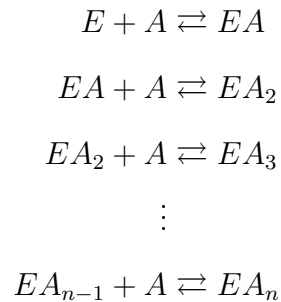 E + A ⇄ EA
EA + A ⇄ EA₂
EA₂ + A ⇄ EA₃
⋮
EAₙ₋₁ + A ⇄ EAₙ